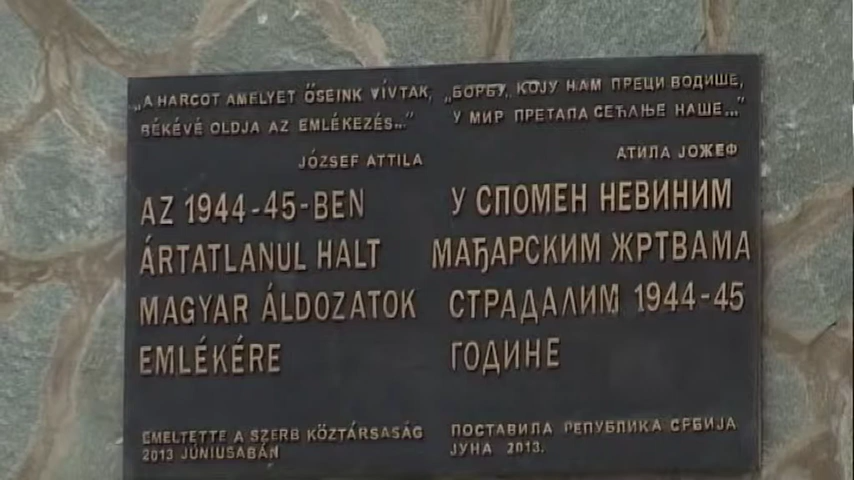 „A HARCOT AMELYET ŐSEINK VÍVTAK,
BÉKÉVÉ OLDJA AZ EMLÉKEZÉS..."
JÓZSEF ATTILA
AZ 1944-45-BEN
ÁRTATLANUL HALT
MAGYAR ÁLDOZATOK
EMLÉKÉRE
EMELTETTE A SZERB KÖZTÁRSASÁG
2013 JÚNIUSABÁN
„БОРБУ, КОЈУ НАМ ПРЕЦИ ВОДИШЕ,
У МИР ПРЕТАПА СЕЋАЊЕ НАШЕ..."
АТИЛА ЈОЖЕФ
У СПОМЕН НЕВИНИМ
МАЂАРСКИМ ЖРТВАМА
СТРАДАЛИМ 1944-45
ГОДИНЕ
ПОСТАВИЛА РЕПУБЛИКА СРБИЈА
ЈУНА 2013.